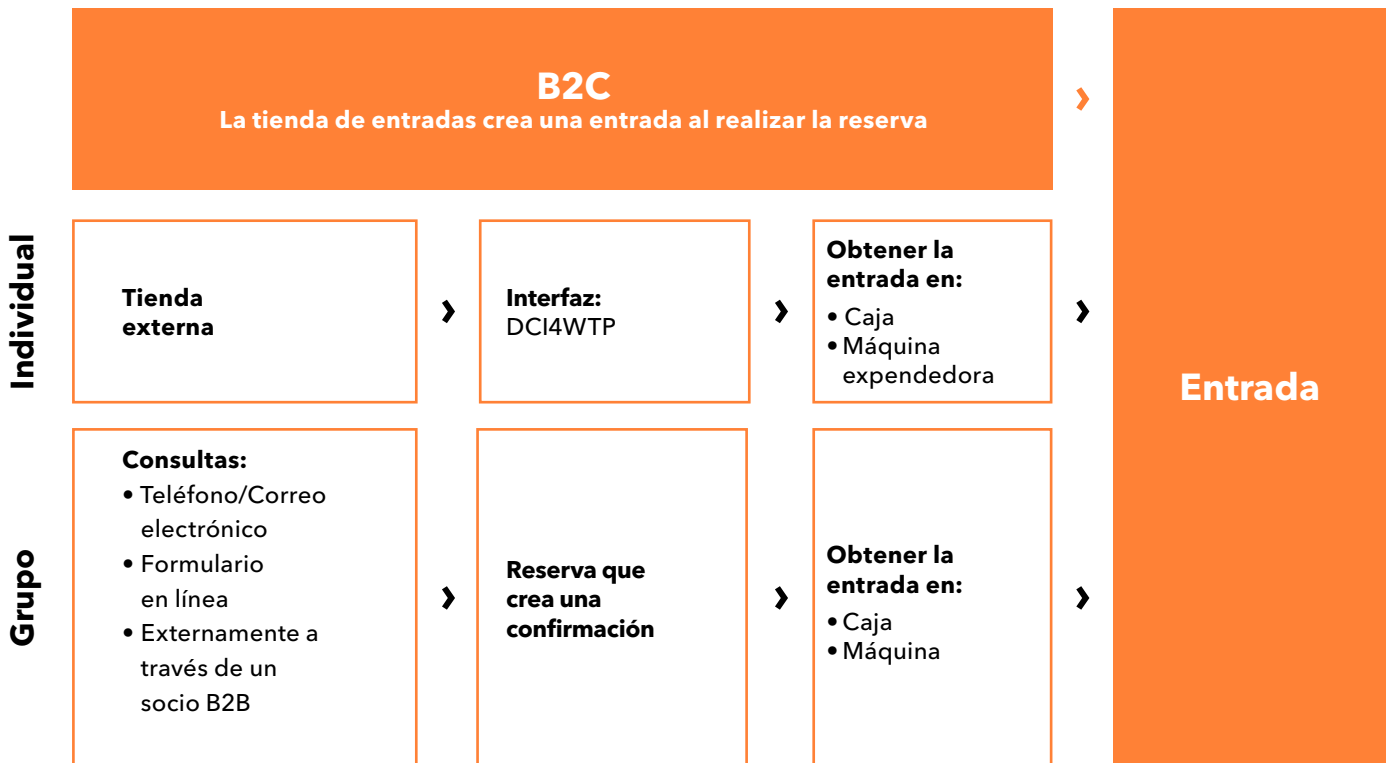 B2C
La tienda de entradas crea una entrada al realizar la reserva
Individual
Tienda
externa
Interfaz:
DCI4WTP
Obtener la
entrada en:
• Caja
• Máquina
expendedora
Entrada
Grupo
Consultas:
• Teléfono/Correo
electrónico
• Formulario
en línea
• Externamente a
través de un
socio B2B
Reserva que
crea una
confirmación
Obtener la
entrada en:
• Caja
• Máquina